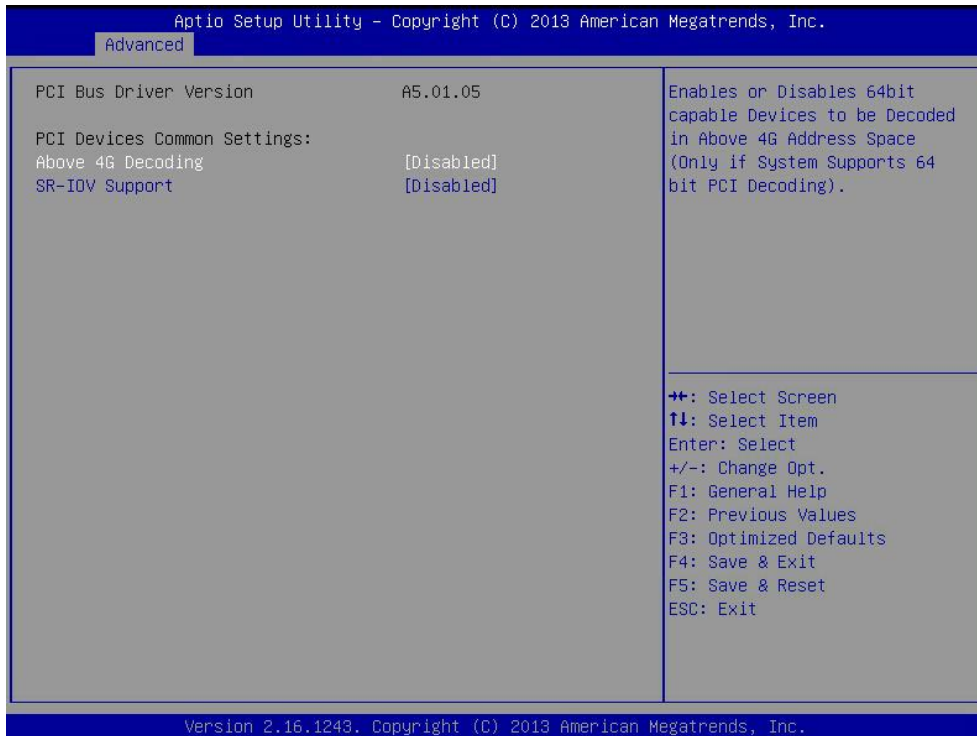 Aptio Setup Utility – Copyright (C) 2013 American Megatrends, Inc.
Advanced
PCI Bus Driver Version A5.01.05
PCI Devices Common Settings:
Above 4G Decoding [Disabled]
SR-IOV Support [Disabled]
Enables or Disables 64bit
capable Devices to be Decoded
in Above 4G Address Space
(Only if System Supports 64
bit PCI Decoding).
→←: Select Screen
↑↓: Select Item
Enter: Select
+/-: Change Opt.
F1: General Help
F2: Previous Values
F3: Optimized Defaults
F4: Save & Exit
F5: Save & Reset
ESC: Exit
Version 2.16.1243. Copyright (C) 2013 American Megatrends, Inc.